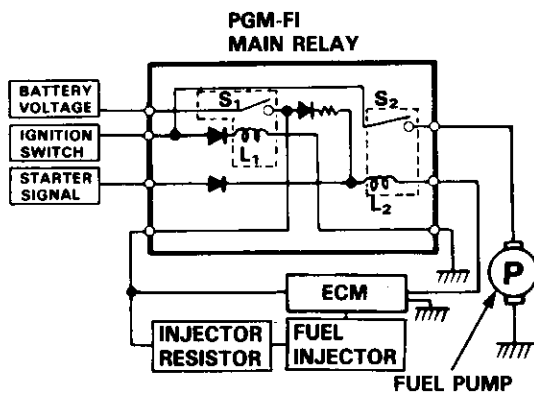 PGM-FI
MAIN RELAY
BATTERY
VOLTAGE
IGNITION
SWITCH
STARTER
SIGNAL
S1
L1
S2
L2
ECM
INJECTOR
RESISTOR
FUEL
INJECTOR
P
FUEL PUMP